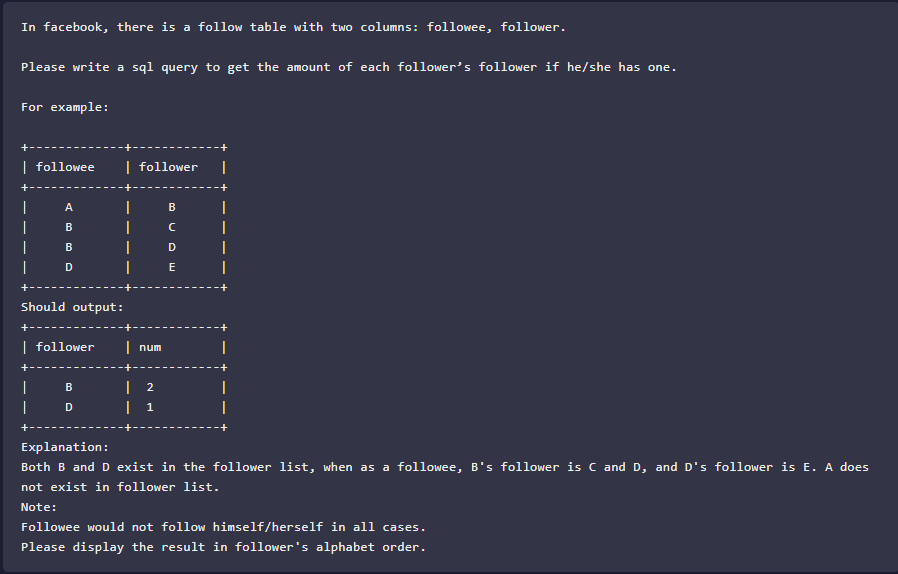 In facebook, there is a follow table with two columns: followee, follower.
Please write a sql query to get the amount of each follower’s follower if he/she has one.
For example:
+-------------+------------+
| followee    | follower   |
+-------------+------------+
|     A       |     B      |
|     B       |     C      |
|     B       |     D      |
|     D       |     E      |
+-------------+------------+
Should output:
+-------------+------------+
| follower    | num        |
+-------------+------------+
|     B       |  2         |
|     D       |  1         |
+-------------+------------+
Explanation:
Both B and D exist in the follower list, when as a followee, B's follower is C and D, and D's follower is E. A does
not exist in follower list.
Note:
Followee would not follow himself/herself in all cases.
Please display the result in follower's alphabet order.